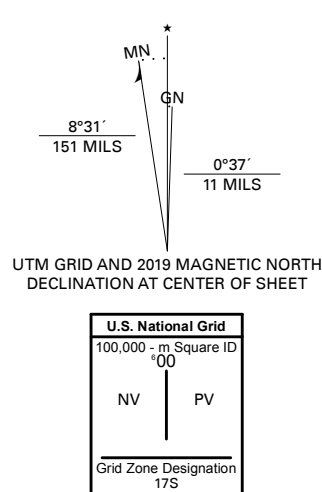 ★
MN
GN
8°31´
151 MILS
0°37´
11 MILS
UTM GRID AND 2019 MAGNETIC NORTH
DECLINATION AT CENTER OF SHEET
U.S. National Grid
100,000 - m Square ID
⁶00
NV PV
Grid Zone Designation
17S